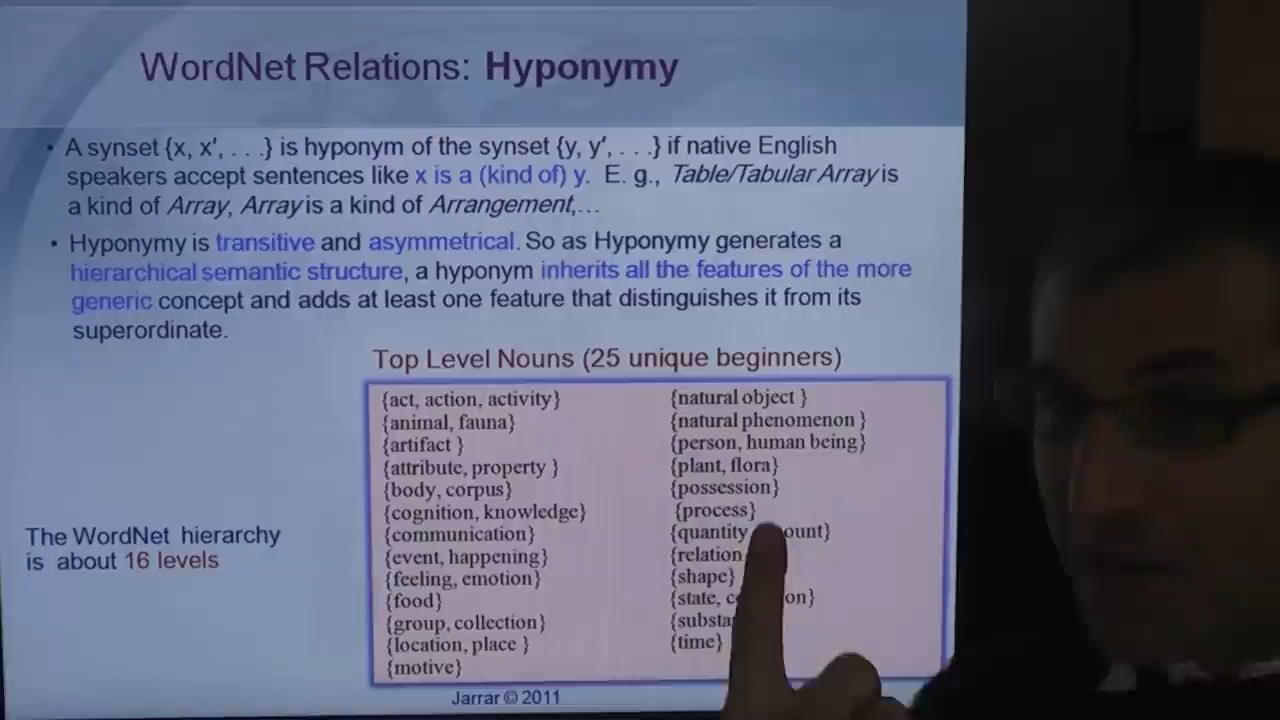 WordNet Relations: Hyponymy
• A synset {x, x′, . . .} is hyponym of the synset {y, y′, . . .} if native English
speakers accept sentences like x is a (kind of) y. E. g., Table/Tabular Array is
a kind of Array, Array is a kind of Arrangement,…
• Hyponymy is transitive and asymmetrical. So as Hyponymy generates a
hierarchical semantic structure, a hyponym inherits all the features of the more
generic concept and adds at least one feature that distinguishes it from its
superordinate.
Top Level Nouns (25 unique beginners)
{act, action, activity}
{animal, fauna}
{artifact }
{attribute, property }
{body, corpus}
{cognition, knowledge}
{communication}
{event, happening}
{feeling, emotion}
{food}
{group, collection}
{location, place }
{motive}
{natural object }
{natural phenomenon }
{person, human being}
{plant, flora}
{possession}
{process}
{quantity
{relation
{shape}
{state,
{time}
The WordNet hierarchy
is about 16 levels
Jarrar © 2011